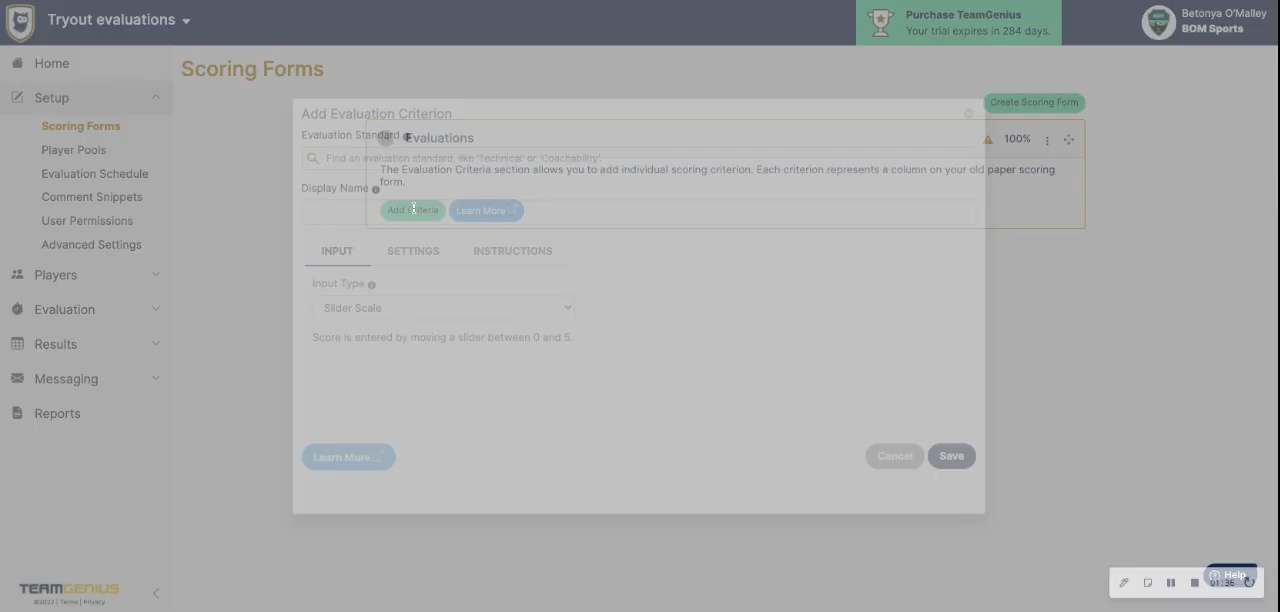 Tryout evaluations
Purchase TeamGenius
Your trial expires in 284 days.
Betonya O'Malley
BOM Sports
Home
Setup
Scoring Forms
Player Pools
Evaluation Schedule
Comment Snippets
User Permissions
Advanced Settings
Players
Evaluation
Results
Messaging
Reports
TEAMGENIUS
©2022 | Terms | Privacy
Scoring Forms
Create Scoring Form
Add Evaluation Criterion
Evaluation Standard
Evaluations
100%
Find an evaluation standard, like 'Technical' or 'Coachability'.
The Evaluation Criteria section allows you to add individual scoring criterion. Each criterion represents a column on your old paper scoring
form.
Display Name
Add Criteria
Learn More
INPUT SETTINGS INSTRUCTIONS
Input Type
Slider Scale
Score is entered by moving a slider between 0 and 5.
Learn More
Cancel
Save
Help
01:36